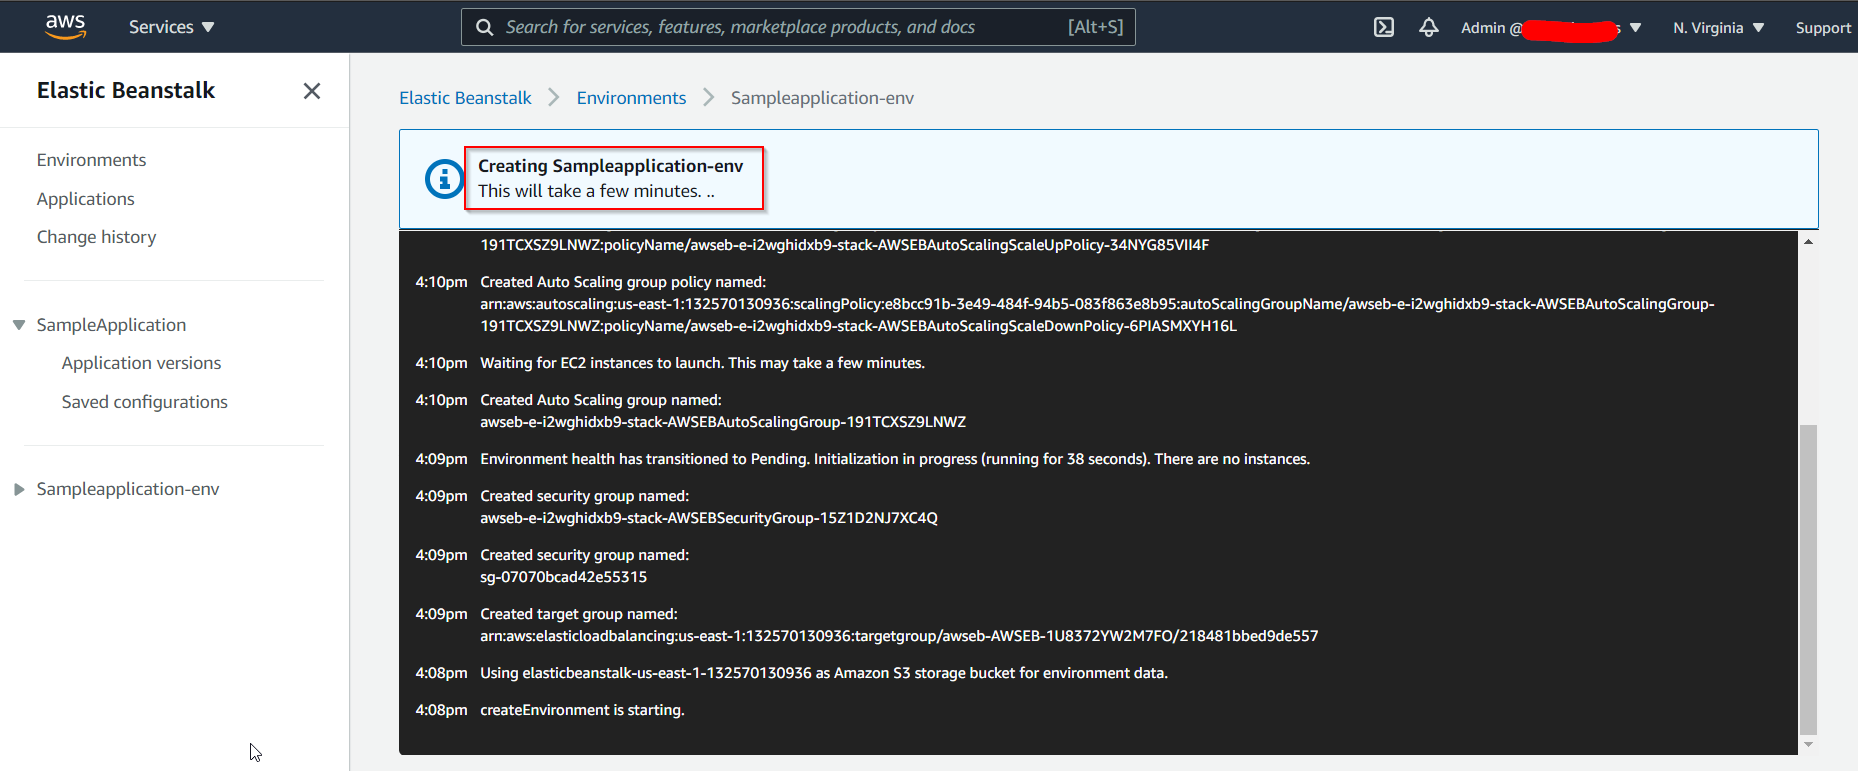 aws
Services
Search for services, features, marketplace products, and docs
[Alt+S]
Admin @
N. Virginia
Support
Elastic Beanstalk
Environments
Applications
Change history
SampleApplication
Application versions
Saved configurations
Sampleapplication-env
Elastic Beanstalk > Environments > Sampleapplication-env
Creating Sampleapplication-env
This will take a few minutes. ..
191TCXSZ9LNWZ:policyName/awseb-e-i2wghidxb9-stack-AWSEBAutoScalingScaleUpPolicy-34NYG85VII4F
4:10pm Created Auto Scaling group policy named:
arn:aws:autoscaling:us-east-1:132570130936:scalingPolicy:e8bcc91b-3e49-484f-94b5-083f863e8b95:autoScalingGroupName/awseb-e-i2wghidxb9-stack-AWSEBAutoScalingGroup-
191TCXSZ9LNWZ:policyName/awseb-e-i2wghidxb9-stack-AWSEBAutoScalingScaleDownPolicy-6PIASMXYH16L
4:10pm Waiting for EC2 instances to launch. This may take a few minutes.
4:10pm Created Auto Scaling group named:
awseb-e-i2wghidxb9-stack-AWSEBAutoScalingGroup-191TCXSZ9LNWZ
4:09pm Environment health has transitioned to Pending. Initialization in progress (running for 38 seconds). There are no instances.
4:09pm Created security group named:
awseb-e-i2wghidxb9-stack-AWSEBSecurityGroup-15Z1D2NJ7XC4Q
4:09pm Created security group named:
sg-07070bcad42e55315
4:09pm Created target group named:
arn:aws:elasticloadbalancing:us-east-1:132570130936:targetgroup/awseb-AWSEB-1U8372YW2M7FO/218481bbed9de557
4:08pm Using elasticbeanstalk-us-east-1-132570130936 as Amazon S3 storage bucket for environment data.
4:08pm createEnvironment is starting.